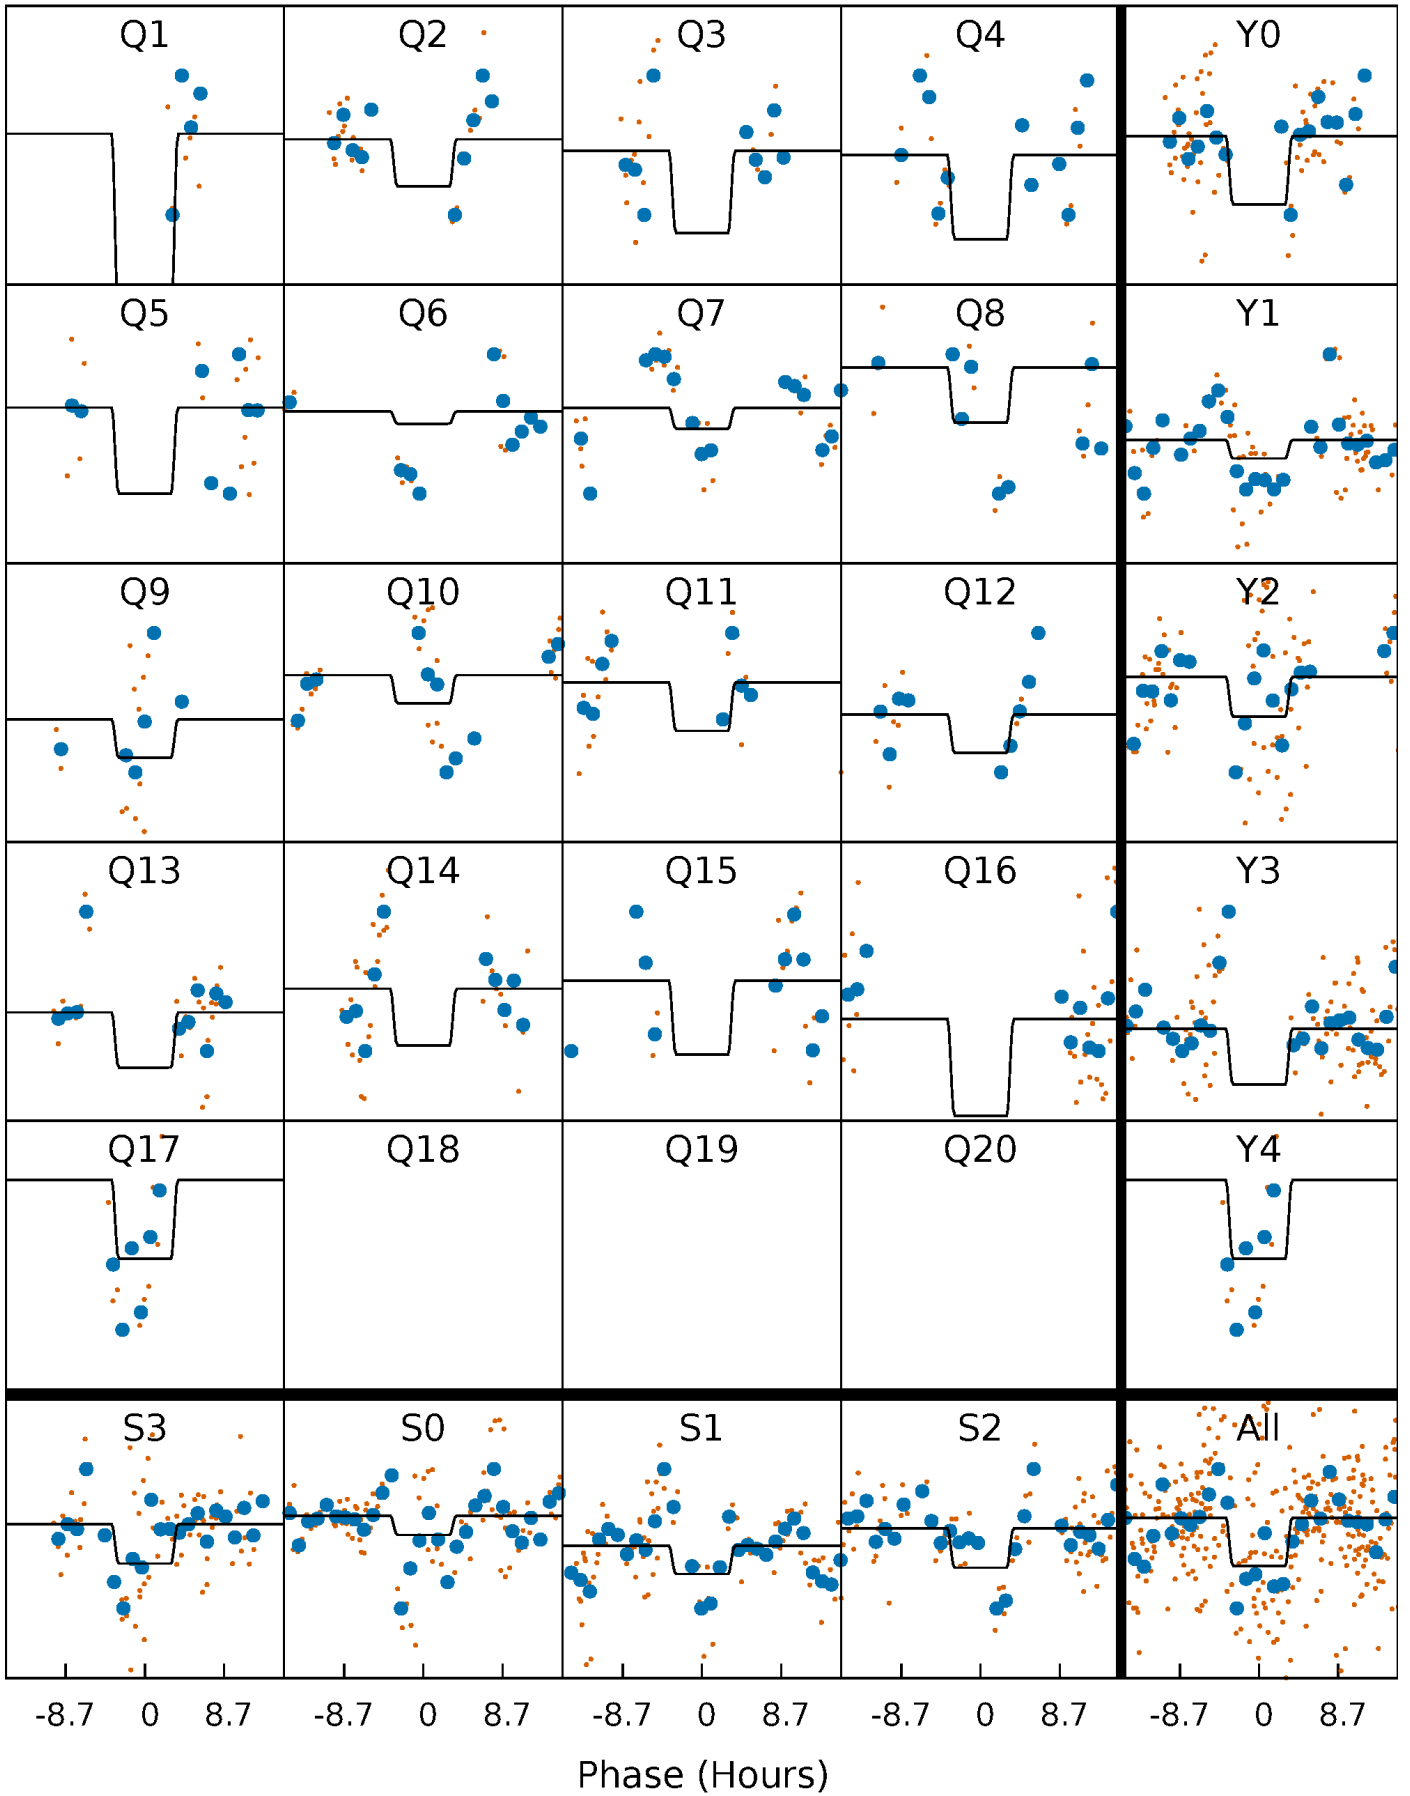 Q1 Q2 Q3 Q4 Y0
Q5 Q6 Q7 Q8 Y1
Q9 Q10 Q11 Q12 Y2
Q13 Q14 Q15 Q16 Y3
Q17 Q18 Q19 Q20 Y4
S3 S0 S1 S2 All
-8.7 0 8.7 -8.7 0 8.7 -8.7 0 8.7 -8.7 0 8.7 -8.7 0 8.7
Phase (Hours)